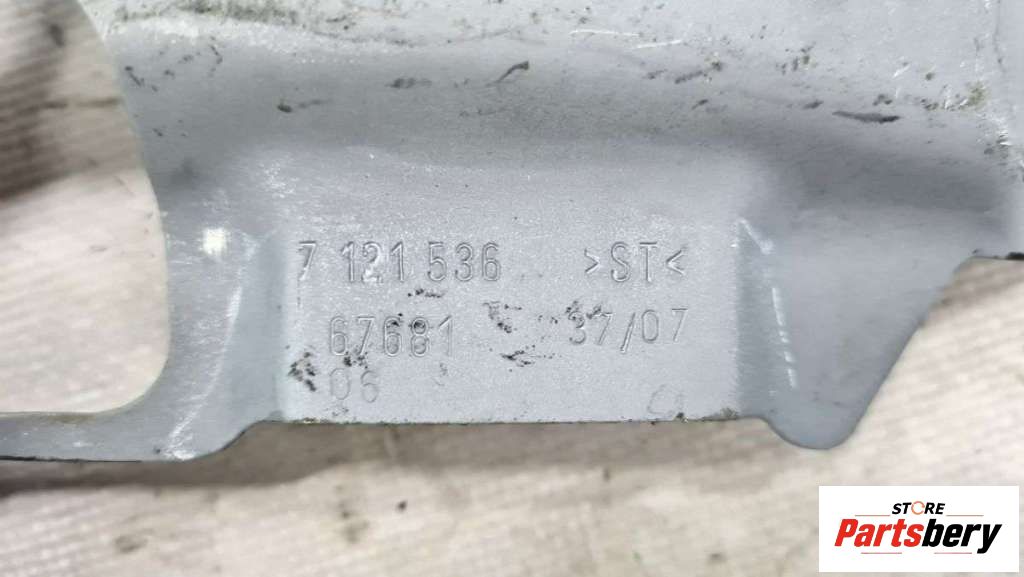 7 121 536 >ST<
67681 37/07
06
STORE
Partsbery